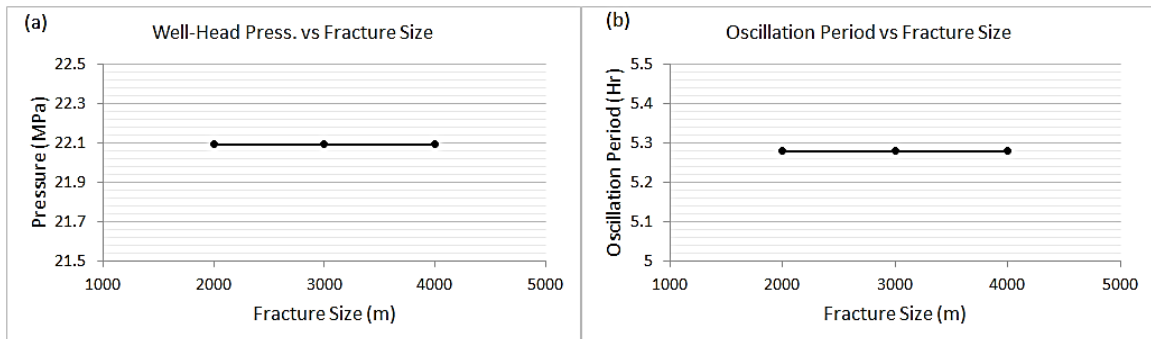 (a)
Well-Head Press. vs Fracture Size
Pressure (MPa)
22.5
22.3
22.1
21.9
21.7
21.5
1000 2000 3000 4000 5000
Fracture Size (m)
(b)
Oscillation Period vs Fracture Size
Oscillation Period (Hr)
5.5
5.4
5.3
5.2
5.1
5
1000 2000 3000 4000 5000
Fracture Size (m)